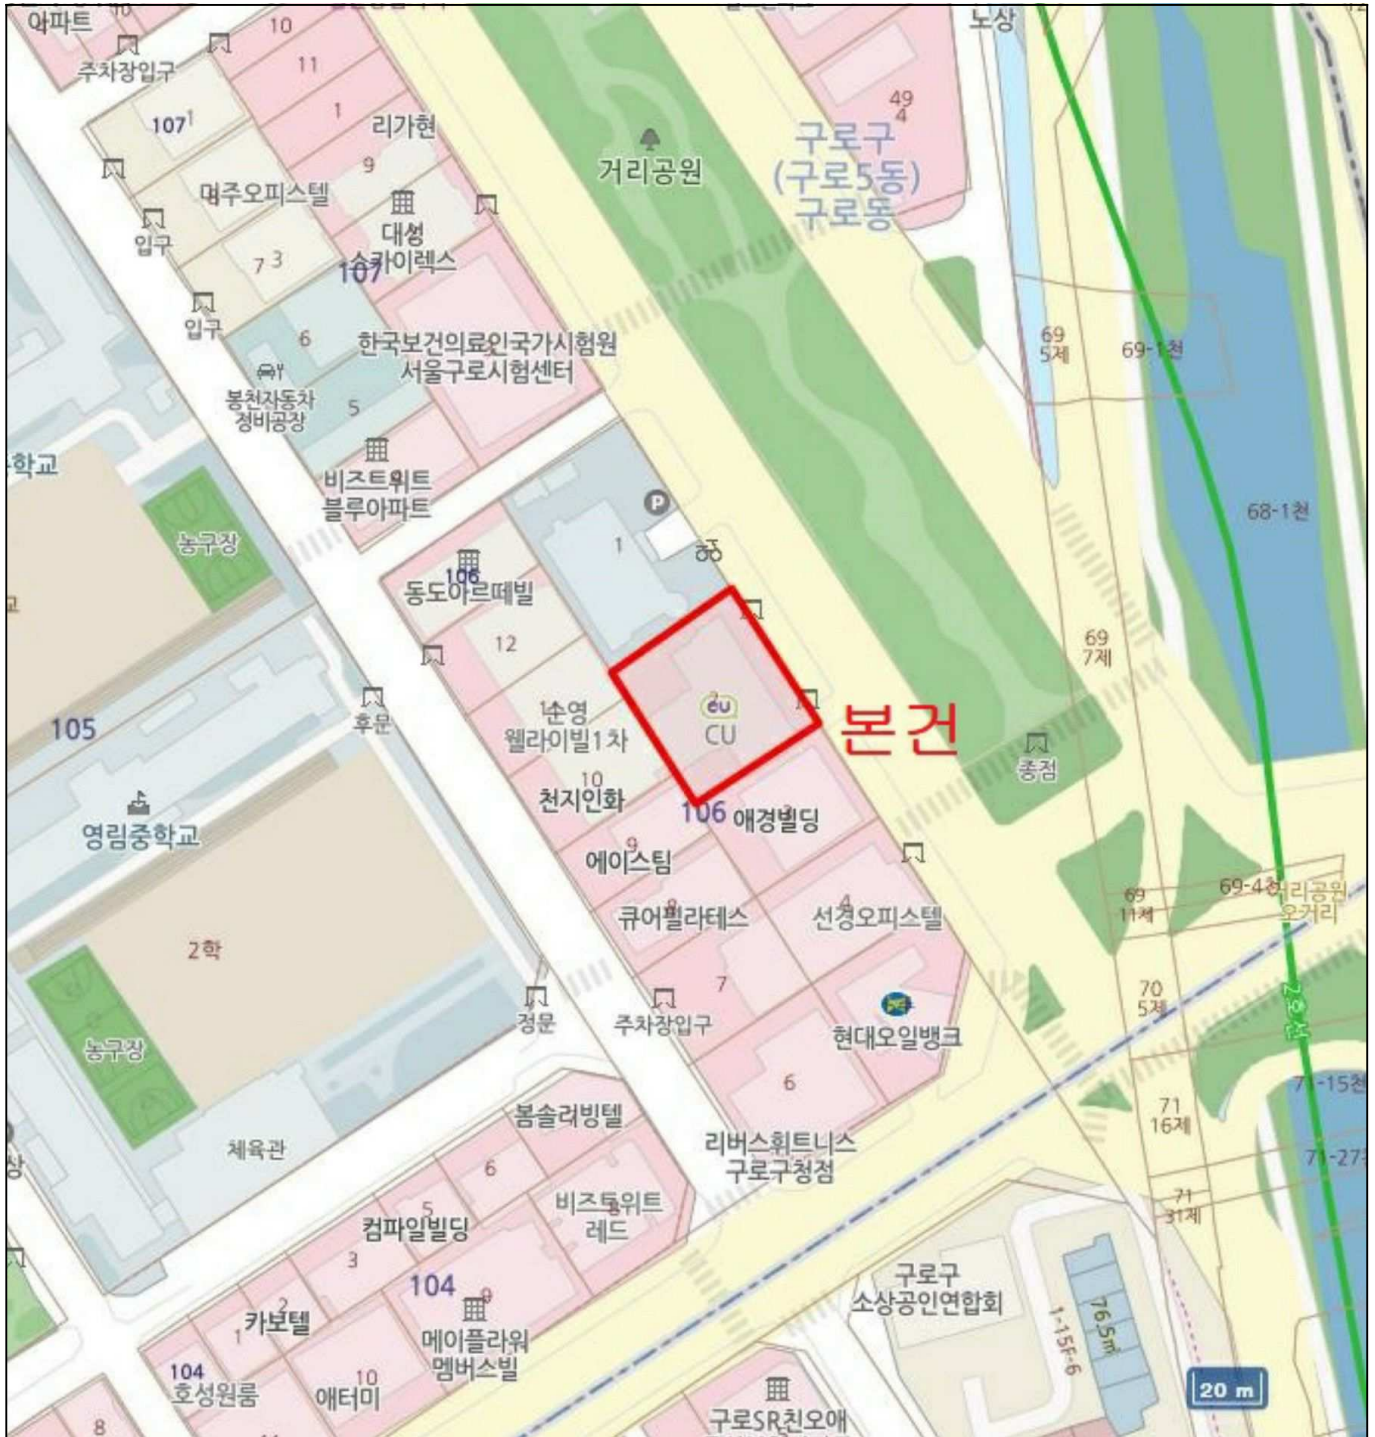 아파트
10
노상
주차장입구
11
107
1
1
리가현
49
4
구로구
(구로5동)
구로동
거리공원
9
미주오피스텔
대성
스카이렉스
입구
7
3
107
입구
6
한국보건의료인국가시험원
서울구로시험센터
69
5제
69-1천
봉천자동차
정비공장
5
학교
비즈트위트
블루아파트
68-1천
농구장
P
1
동도아르떼빌
106
12
69
7제
105
후문
순영
웰라이빌1차
2
CU
CU
본건
종점
10
천지인화
106
애경빌딩
영림중학교
9
에이스팀
69
11제
69-4천
거리공원
오거리
큐어필라테스
4
선경오피스텔
2학
7
70
5제
2호선
정문
주차장입구
현대오일뱅크
농구장
6
71-15천
봄솔러빙텔
71
16제
체육관
리버스휘트니스
구로구청점
6
71-27
5
컴파일빌딩
비즈트위트
레드
71
31제
3
104
9
구로구
소상공인연합회
2
카보텔
1
메이플라워
멤버스빌
76.5m
1-15F-6
104
호성원룸
10
애터미
20 m
8
구로SR친오애